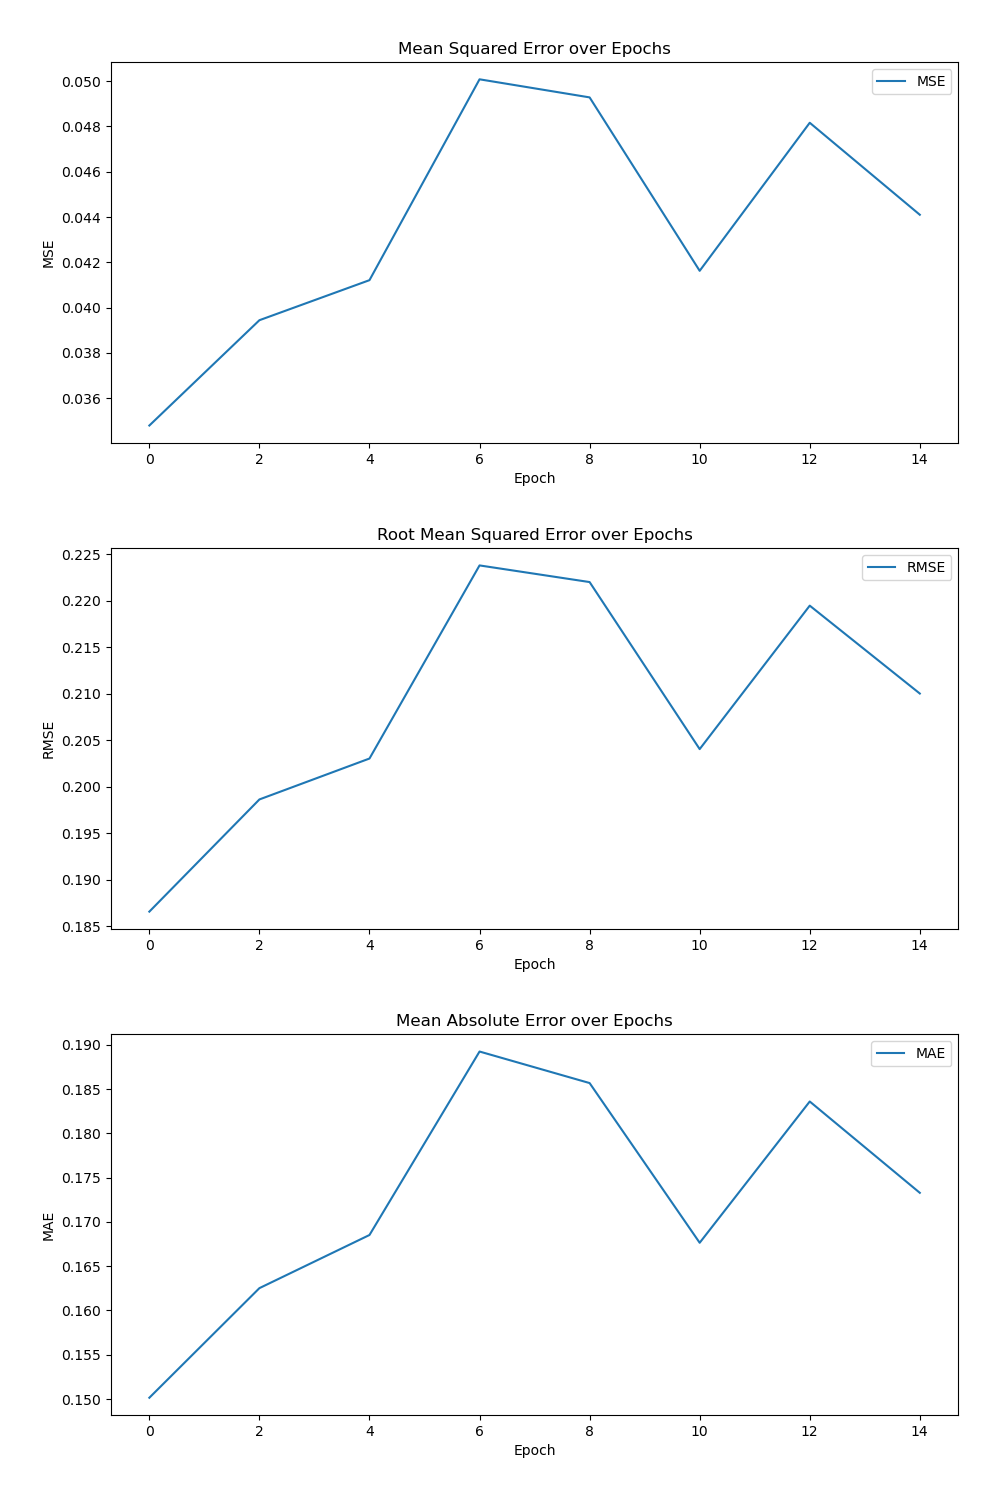 Mean Squared Error over Epochs
MSE
0.050
0.048
0.046
0.044
0.042
0.040
0.038
0.036
MSE
0 2 4 6 8 10 12 14
Epoch
Root Mean Squared Error over Epochs
RMSE
0.225
0.220
0.215
0.210
0.205
0.200
0.195
0.190
0.185
RMSE
0 2 4 6 8 10 12 14
Epoch
Mean Absolute Error over Epochs
MAE
0.190
0.185
0.180
0.175
0.170
0.165
0.160
0.155
0.150
MAE
0 2 4 6 8 10 12 14
Epoch